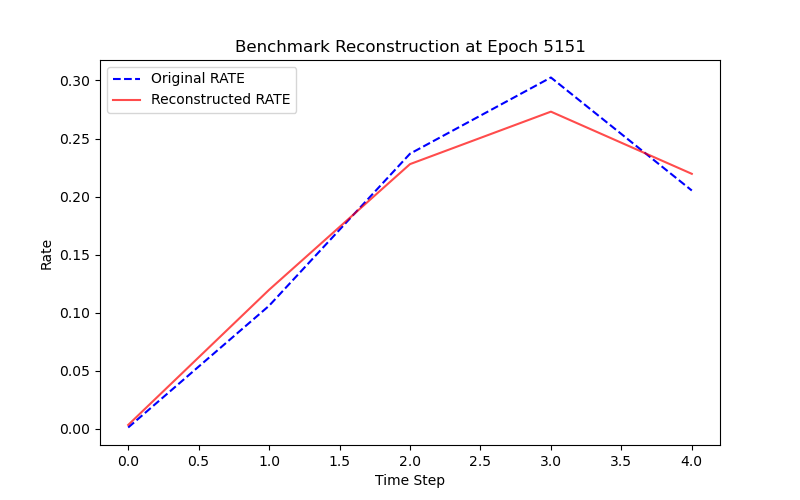 Benchmark Reconstruction at Epoch 5151
Original RATE
Reconstructed RATE
Rate
0.30
0.25
0.20
0.15
0.10
0.05
0.00
0.0 0.5 1.0 1.5 2.0 2.5 3.0 3.5 4.0
Time Step